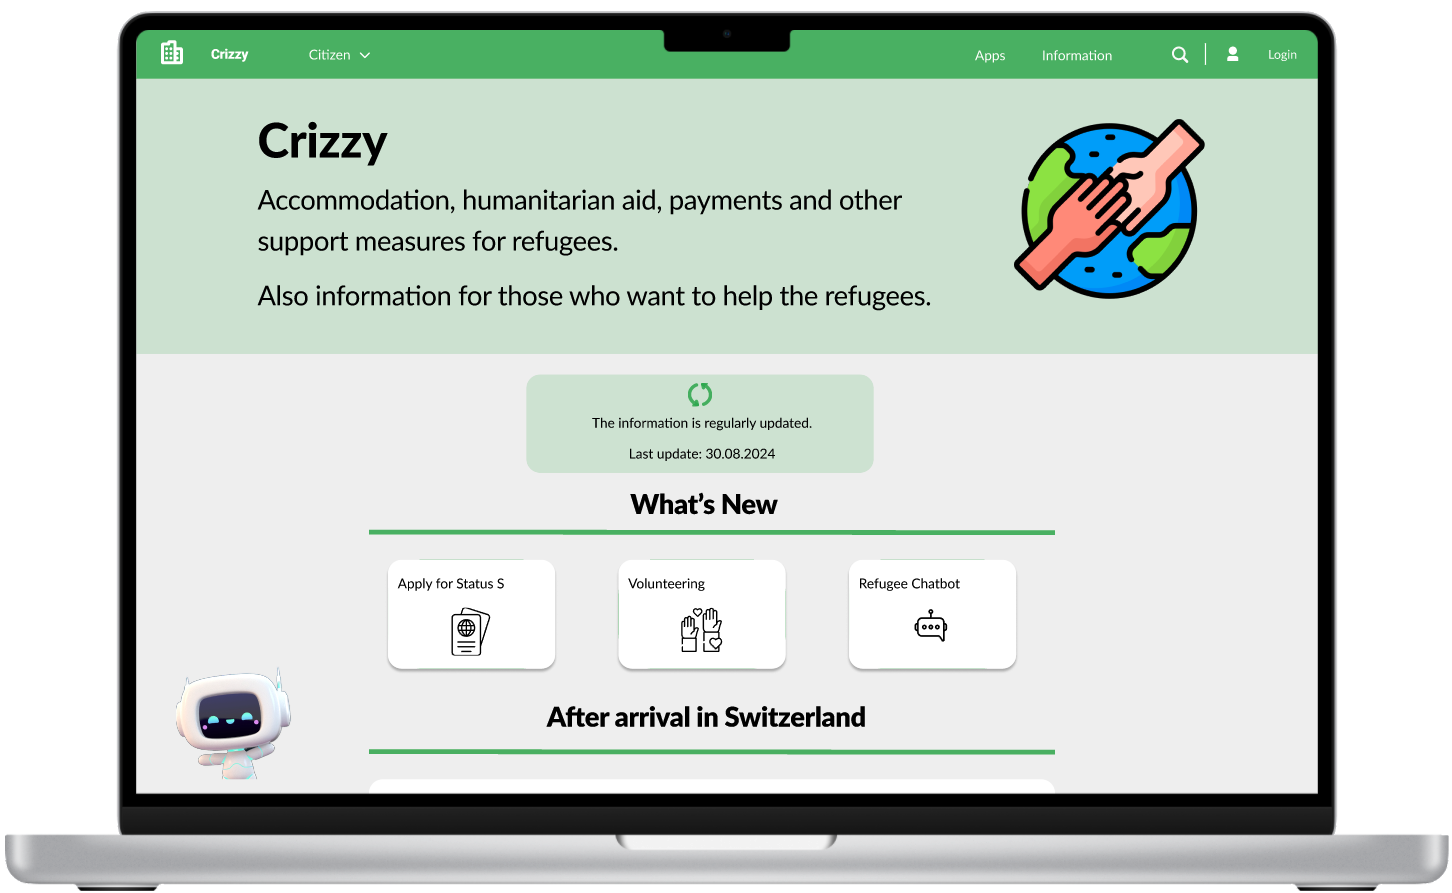 Crizzy
Citizen
Apps
Information
Login
Crizzy
Accommodation, humanitarian aid, payments and other
support measures for refugees.
Also information for those who want to help the refugees.
The information is regularly updated.
Last update: 30.08.2024
What’s New
Apply for Status S
Volunteering
Refugee Chatbot
After arrival in Switzerland